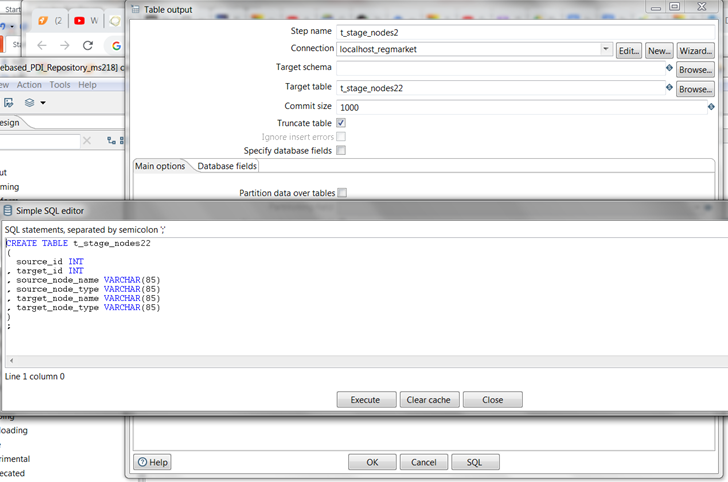 Table output
Step name t_stage_nodes2
Connection localhost_regmarket Edit... New... Wizard...
Target schema Browse...
Target table t_stage_nodes22 Browse...
Commit size 1000
Truncate table
Ignore insert errors
Specify database fields
Main options Database fields
Partition data over tables
(2
W
Sta
ebased_PDI_Repository_ms218] c
ew Action Tools Help
esign
ut
ming
Simple SQL editor
SQL statements, separated by semicolon ';'
CREATE TABLE t_stage_nodes22
(
source_id INT
, target_id INT
, source_node_name VARCHAR(85)
, source_node_type VARCHAR(85)
, target_node_name VARCHAR(85)
, target_node_type VARCHAR(85)
)
;
Line 1 column 0
Execute Clear cache Close
loading
e
rimental
ecated
Help OK Cancel SQL